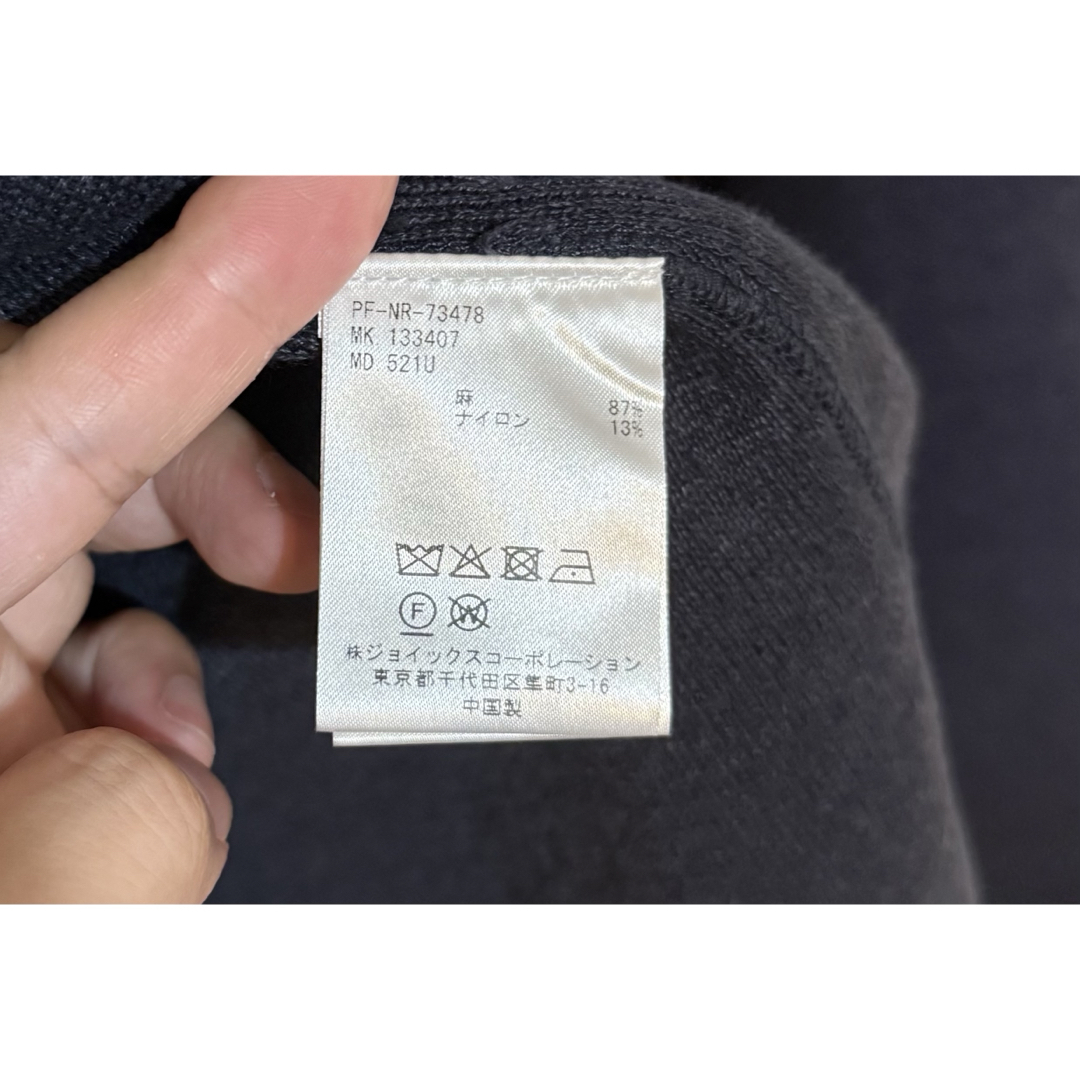 PF-NR-73478
MK 133407
MD 521U
麻 87%
ナイロン 13%
F
W
株ジョイックスコーポレーション
東京都千代田区隼町3-16
中国製